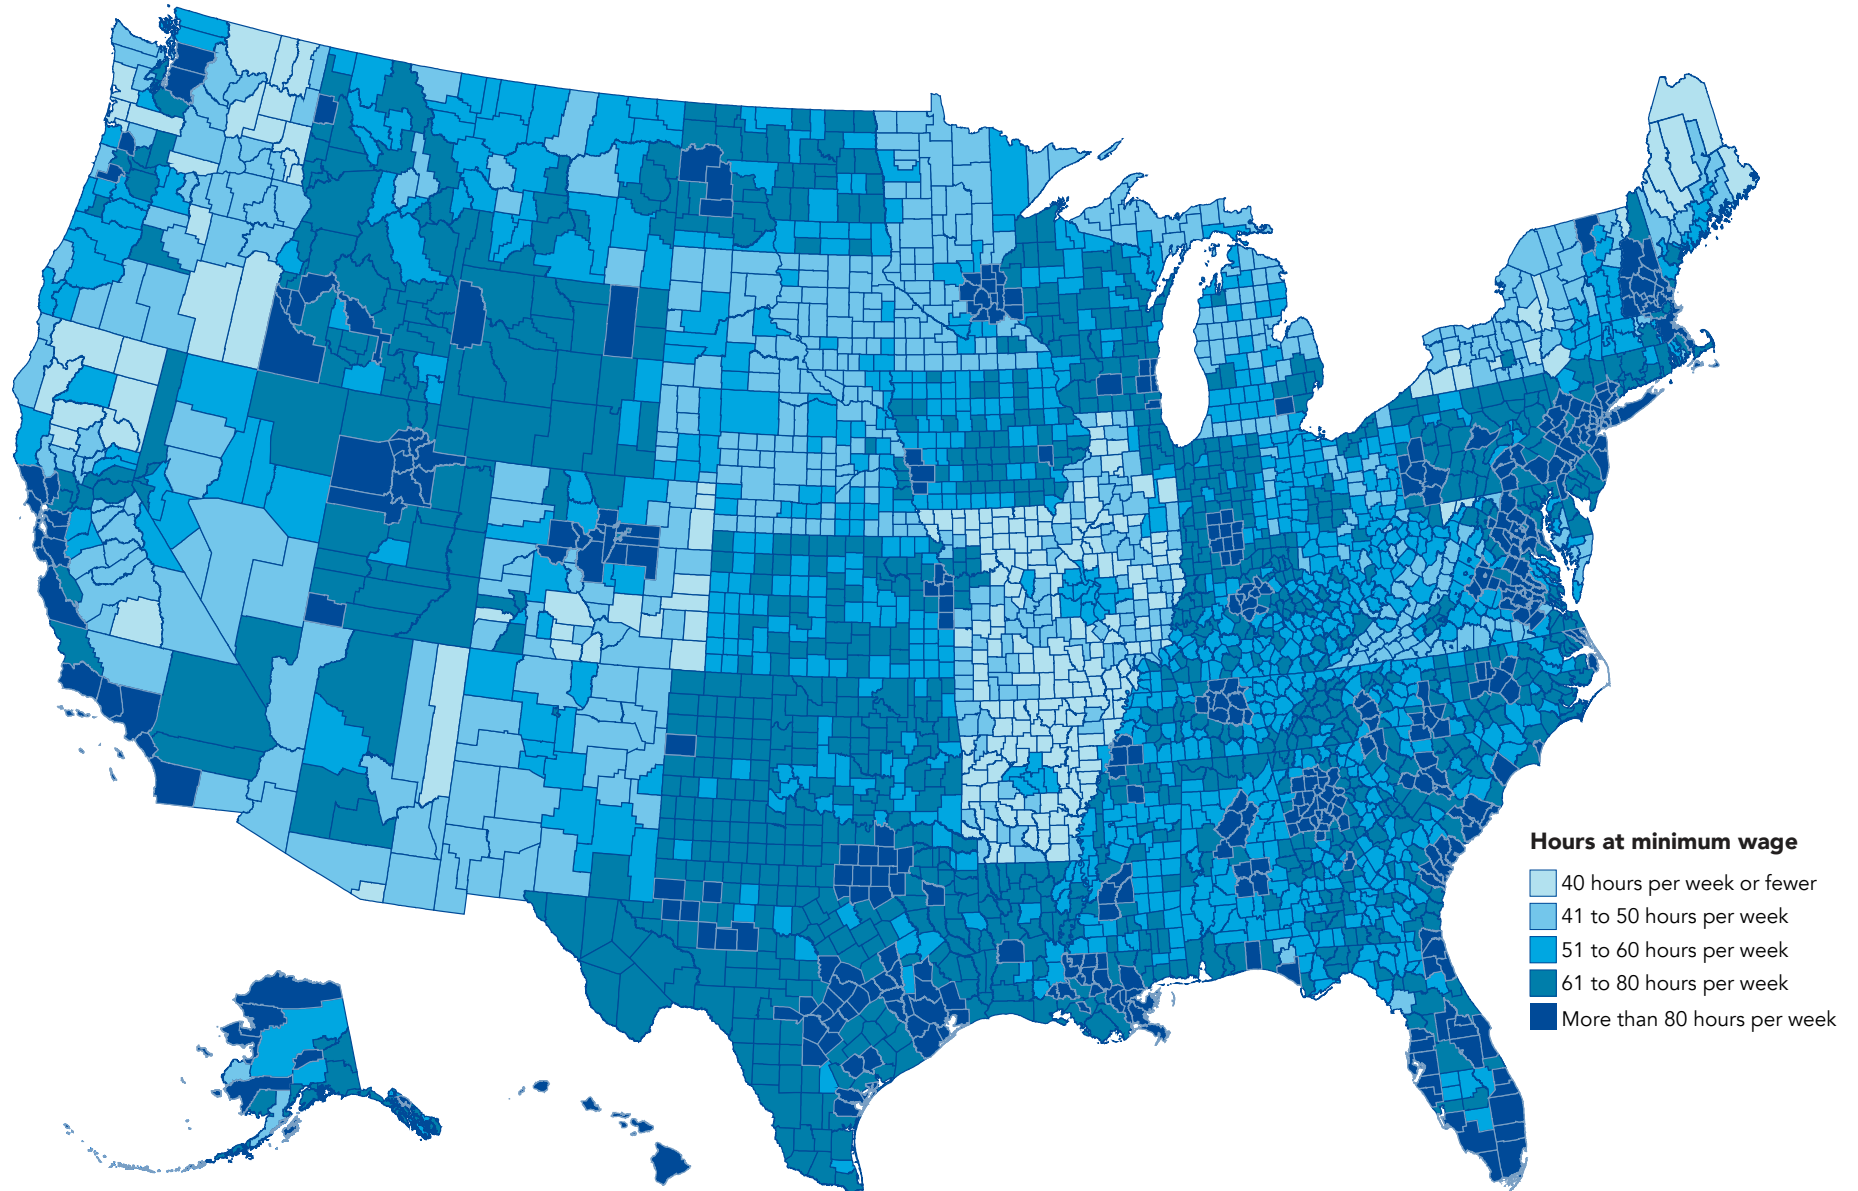 Hours at minimum wage
40 hours per week or fewer
41 to 50 hours per week
51 to 60 hours per week
61 to 80 hours per week
More than 80 hours per week